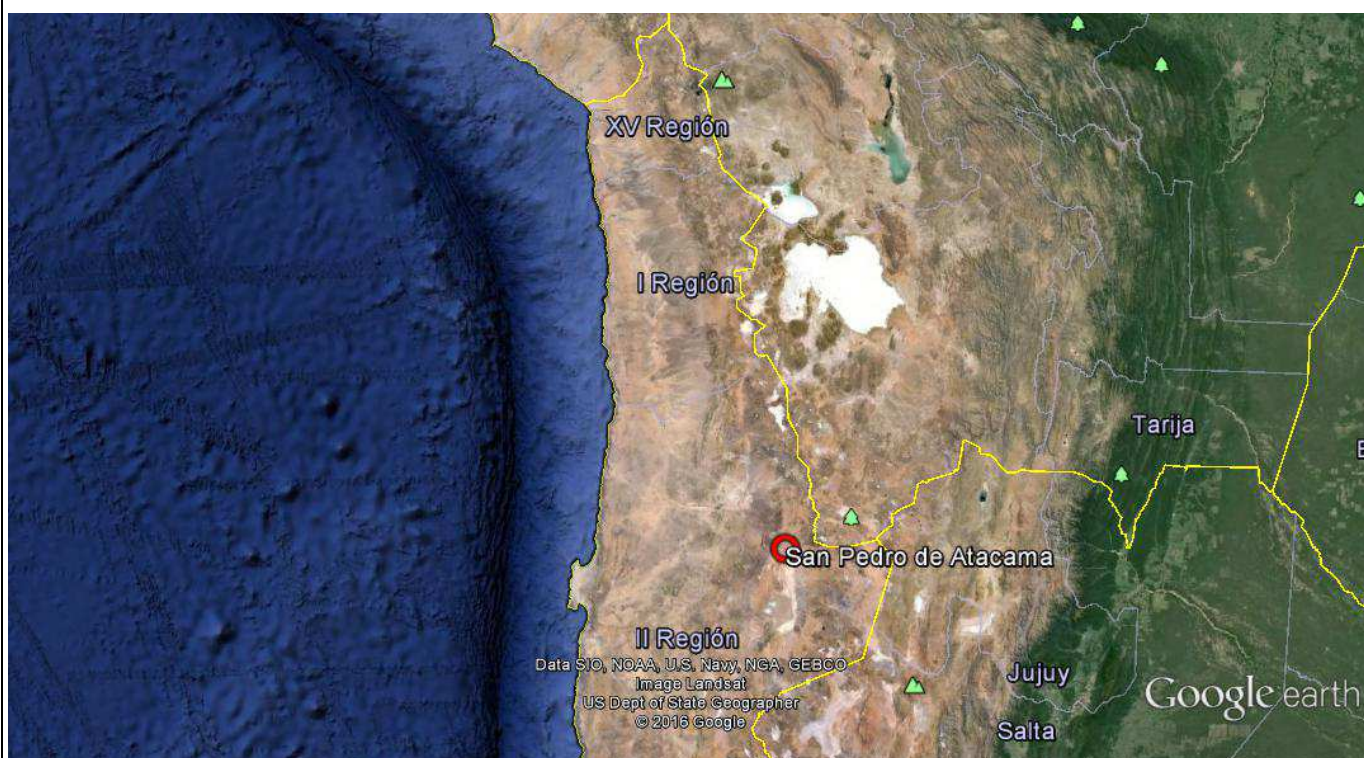 XV Región
I Región
Tarija
San Pedro de Atacama
II Región
Data SIO, NOAA, U.S. Navy, NGA, GEBCO
Image Landsat
US Dept of State Geographer
© 2016 Google
Jujuy
Google earth
Salta